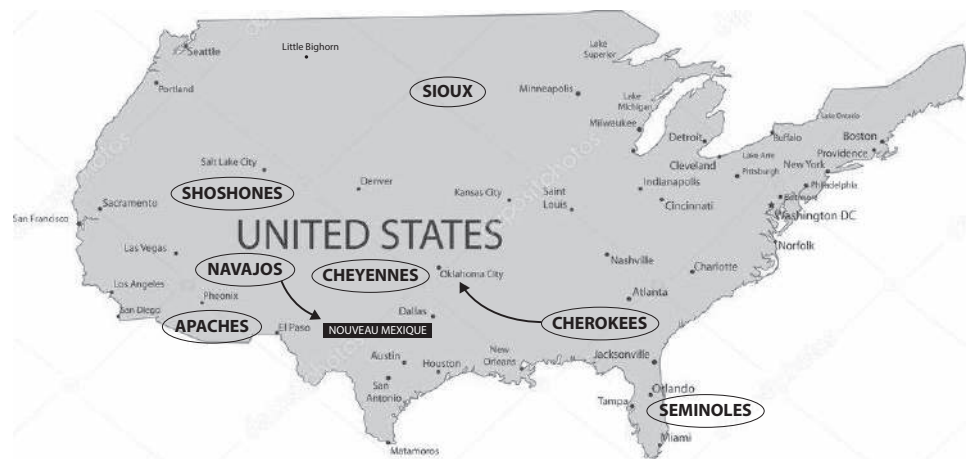 Little Bighorn
Lake
Superior
Seattle
SIOUX
Minneapolis
Portland
Lake
Michigan
Milwaukee
Lake Ontario
Detroit
Buffalo
Boston
Salt Lake City
Cleveland
Lake Arie
New York
Providence
Pittsburgh
Denver
Kansas City
Saint
Louis
Indianapolis
Philadelphia
SHOSHONES
Baltimore
Sacramento
Cincinnati
San Francisco
Washington DC
UNITED STATES
Las Vegas
Norfolk
Nashville
NAVAJOS
CHEYENNES
Oklahoma City
Charlotte
Los Angeles
Pheonix
Atlanta
San Diego
Dallas
APACHES
El Paso
NOUVEAU MEXIQUE
CHEROKEES
Austin
Houston
New
Orleans
Jacksonville
San
Antonio
Orlando
Tampa
SEMINOLES
Miami
Matamoros